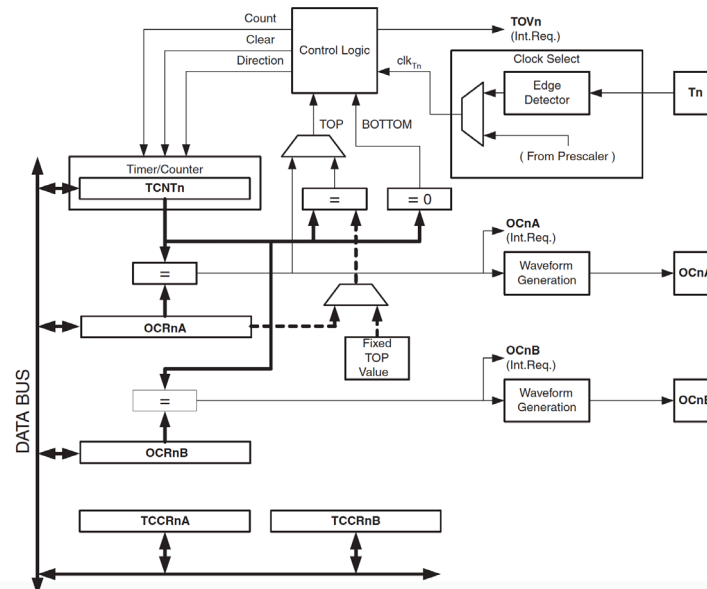 Count
Clear
Direction
Control Logic
TOVn
(Int.Req.)
clkTn
Clock Select
Edge
Detector
Tn
( From Prescaler )
TOP
BOTTOM
Timer/Counter
TCNTn
=
= 0
OCnA
(Int.Req.)
=
Waveform
Generation
OCnA
OCRnA
Fixed
TOP
Value
OCnB
(Int.Req.)
=
Waveform
Generation
OCnB
DATA BUS
OCRnB
TCCRnA
TCCRnB